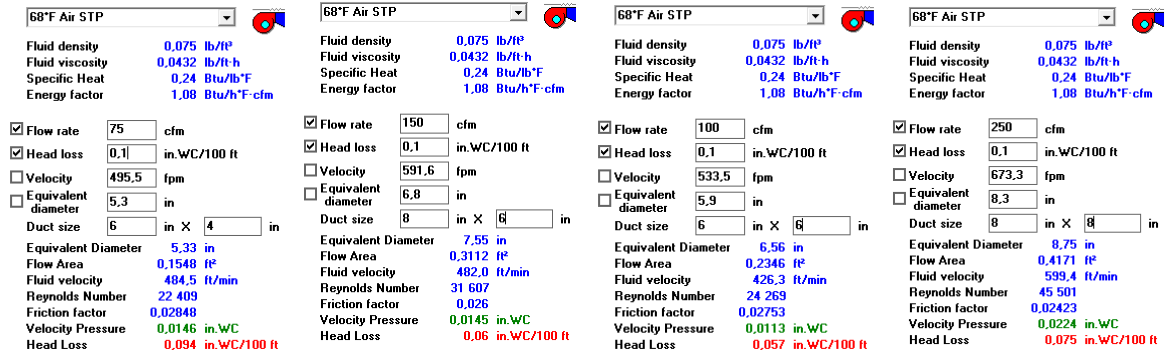 68°F Air STP
Fluid density 0,075 lb/ft³
Fluid viscosity 0,0432 lb/ft·h
Specific Heat 0,24 Btu/lb°F
Energy factor 1,08 Btu/h°F·cfm
Flow rate 75 cfm
Head loss 0,1 in.WC/100 ft
Velocity 495,5 fpm
Equivalent diameter 5,3 in
Duct size 6 in X 4 in
Equivalent Diameter 5,33 in
Flow Area 0,1548 ft²
Fluid velocity 484,5 ft/min
Reynolds Number 22 409
Friction factor 0,02848
Velocity Pressure 0,0146 in.WC
Head Loss 0,094 in.WC/100 ft
68°F Air STP
Fluid density 0,075 lb/ft³
Fluid viscosity 0,0432 lb/ft·h
Specific Heat 0,24 Btu/lb°F
Energy factor 1,08 Btu/h°F·cfm
Flow rate 150 cfm
Head loss 0,1 in.WC/100 ft
Velocity 591,6 fpm
Equivalent diameter 6,8 in
Duct size 8 in X 6 in
Equivalent Diameter 7,55 in
Flow Area 0,3112 ft²
Fluid velocity 482,0 ft/min
Reynolds Number 31 607
Friction factor 0,026
Velocity Pressure 0,0145 in.WC
Head Loss 0,06 in.WC/100 ft
68°F Air STP
Fluid density 0,075 lb/ft³
Fluid viscosity 0,0432 lb/ft·h
Specific Heat 0,24 Btu/lb°F
Energy factor 1,08 Btu/h°F·cfm
Flow rate 100 cfm
Head loss 0,1 in.WC/100 ft
Velocity 533,5 fpm
Equivalent diameter 5,9 in
Duct size 6 in X 6 in
Equivalent Diameter 6,56 in
Flow Area 0,2346 ft²
Fluid velocity 426,3 ft/min
Reynolds Number 24 269
Friction factor 0,02753
Velocity Pressure 0,0113 in.WC
Head Loss 0,057 in.WC/100 ft
68°F Air STP
Fluid density 0,075 lb/ft³
Fluid viscosity 0,0432 lb/ft·h
Specific Heat 0,24 Btu/lb°F
Energy factor 1,08 Btu/h°F·cfm
Flow rate 250 cfm
Head loss 0,1 in.WC/100 ft
Velocity 673,3 fpm
Equivalent diameter 8,3 in
Duct size 8 in X 8 in
Equivalent Diameter 8,75 in
Flow Area 0,4171 ft²
Fluid velocity 599,4 ft/min
Reynolds Number 45 501
Friction factor 0,02423
Velocity Pressure 0,0224 in.WC
Head Loss 0,075 in.WC/100 ft